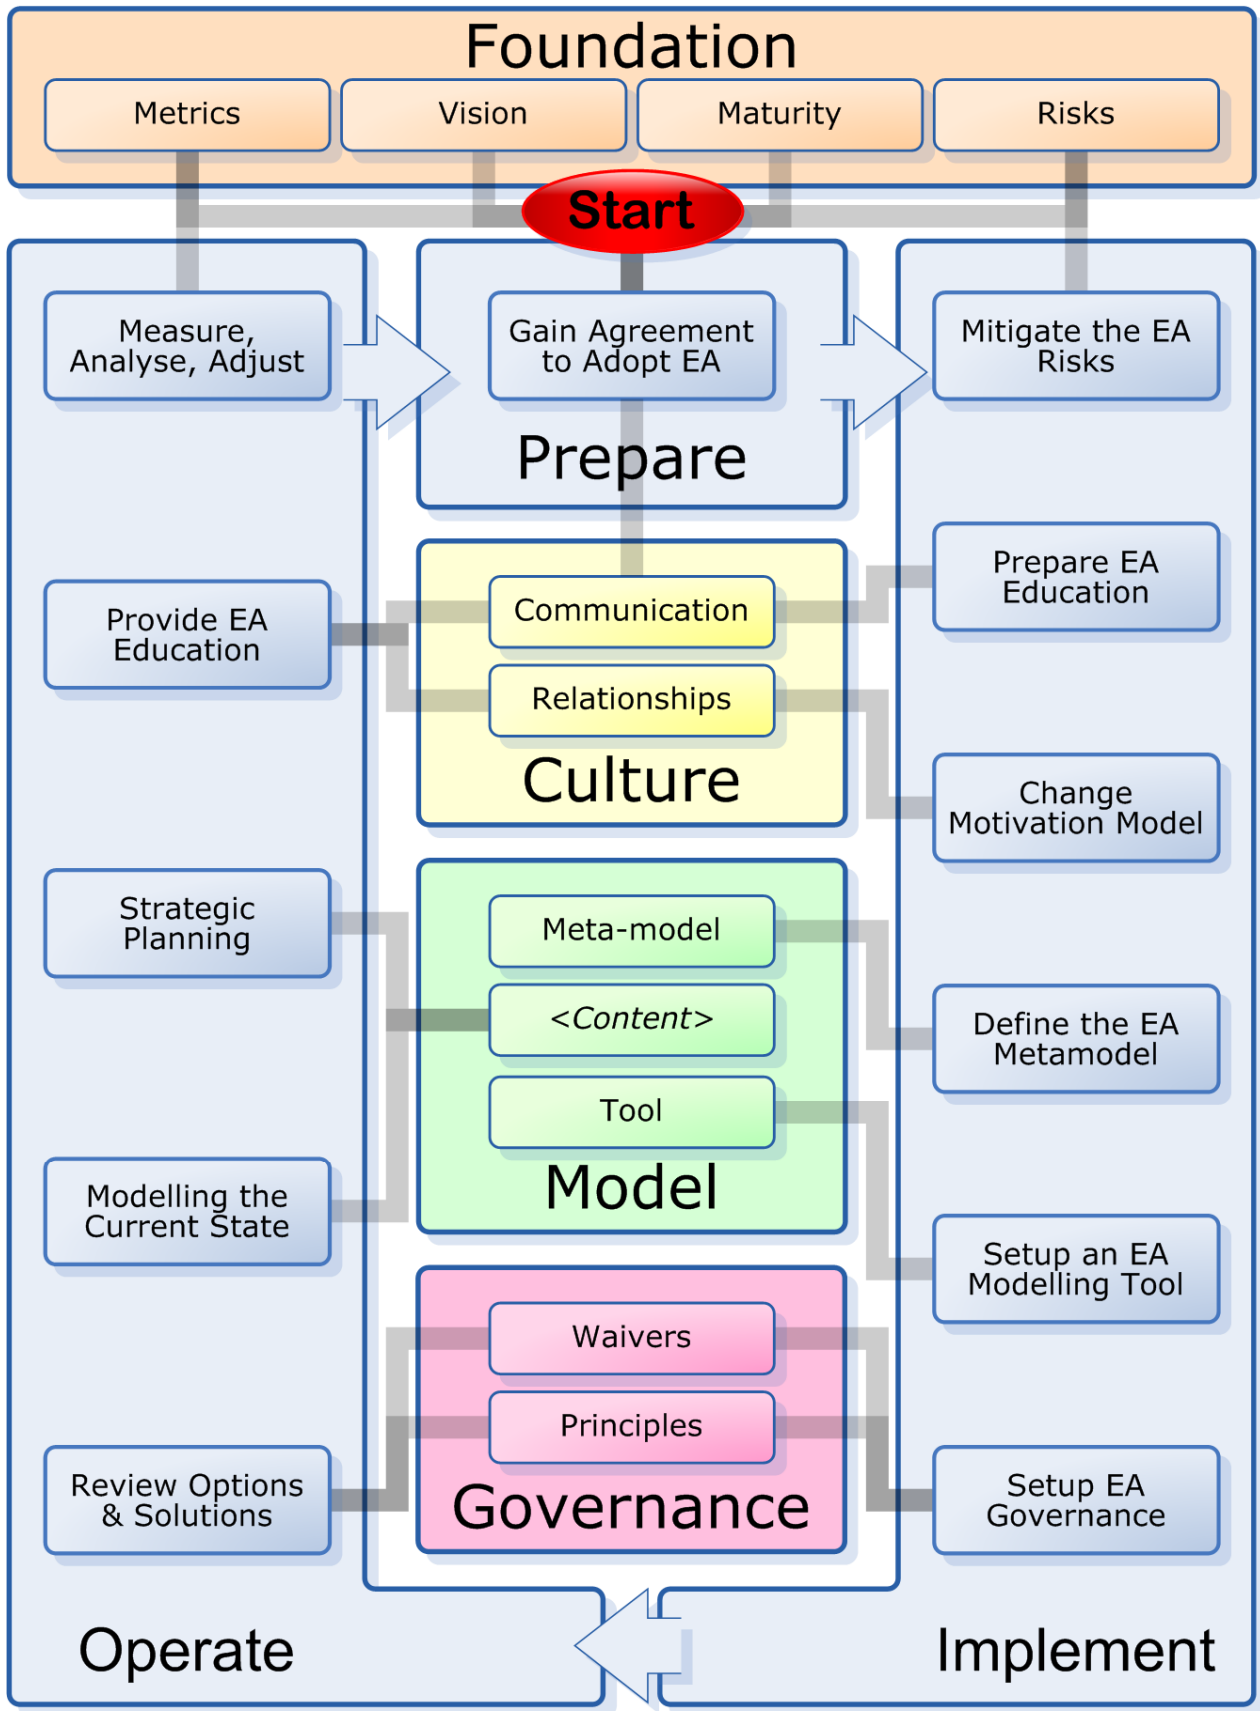 Foundation
Metrics
Vision
Maturity
Risks
Start
Measure,
Analyse, Adjust
Gain Agreement
to Adopt EA
Mitigate the EA
Risks
Prepare
Provide EA
Education
Communication
Relationships
Culture
Prepare EA
Education
Change
Motivation Model
Strategic
Planning
Meta-model
<Content>
Tool
Model
Define the EA
Metamodel
Modelling the
Current State
Setup an EA
Modelling Tool
Waivers
Principles
Governance
Review Options
& Solutions
Setup EA
Governance
Operate
Implement